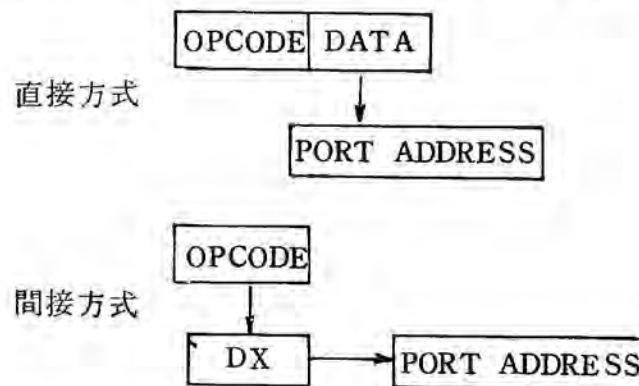 OPCODE DATA
直接方式
PORT ADDRESS
OPCODE
間接方式
DX
PORT ADDRESS